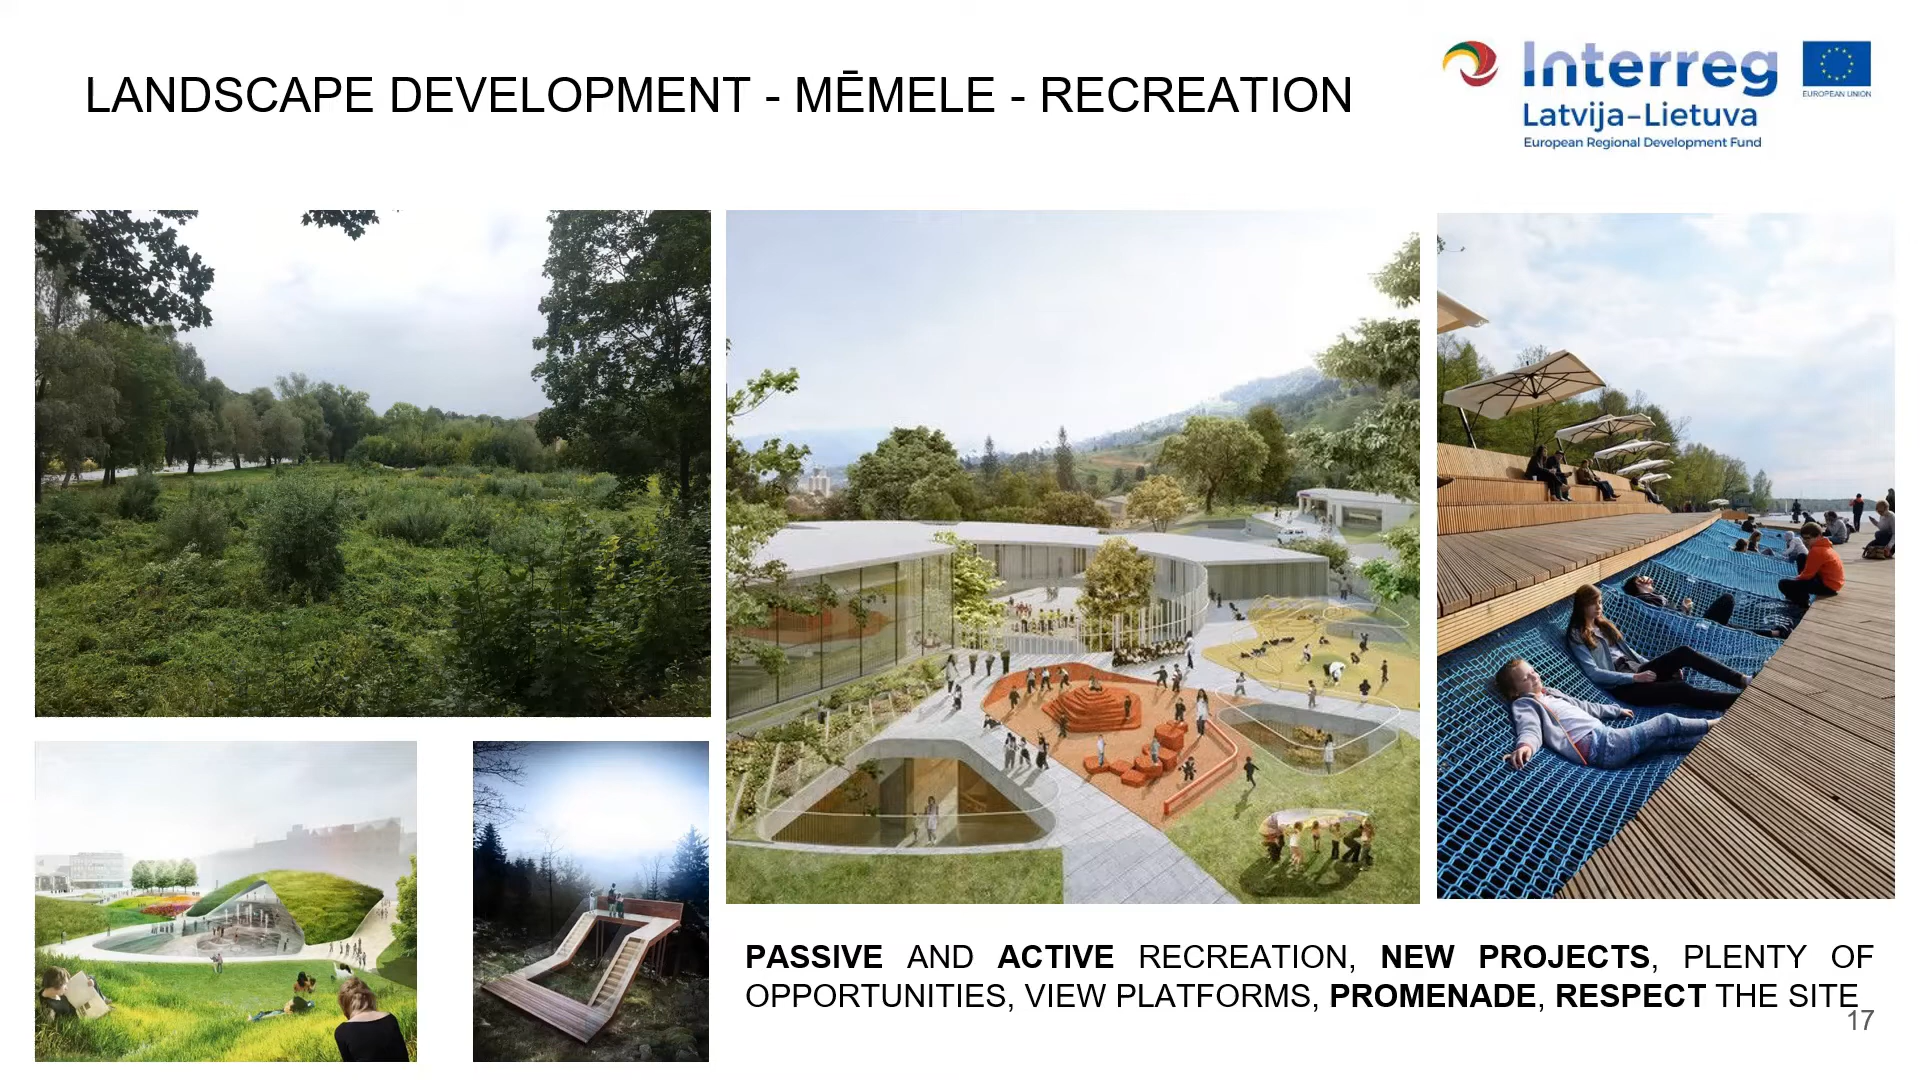 LANDSCAPE DEVELOPMENT - MĒMELE - RECREATION
Interreg
EUROPEAN UNION
Latvija-Lietuva
European Regional Development Fund
PASSIVE AND ACTIVE RECREATION, NEW PROJECTS, PLENTY OF
OPPORTUNITIES, VIEW PLATFORMS, PROMENADE, RESPECT THE SITE
17